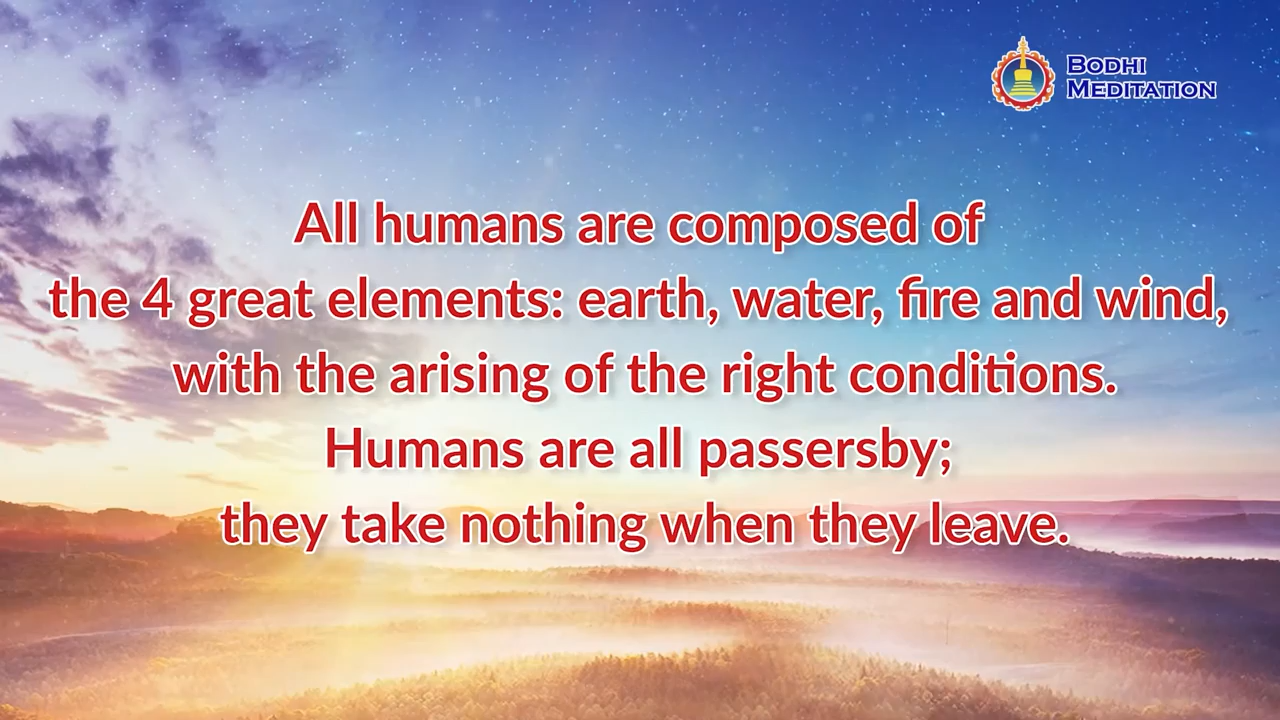 BODHI
MEDITATION
All humans are composed of
the 4 great elements: earth, water, fire and wind,
with the arising of the right conditions.
Humans are all passersby;
they take nothing when they leave.